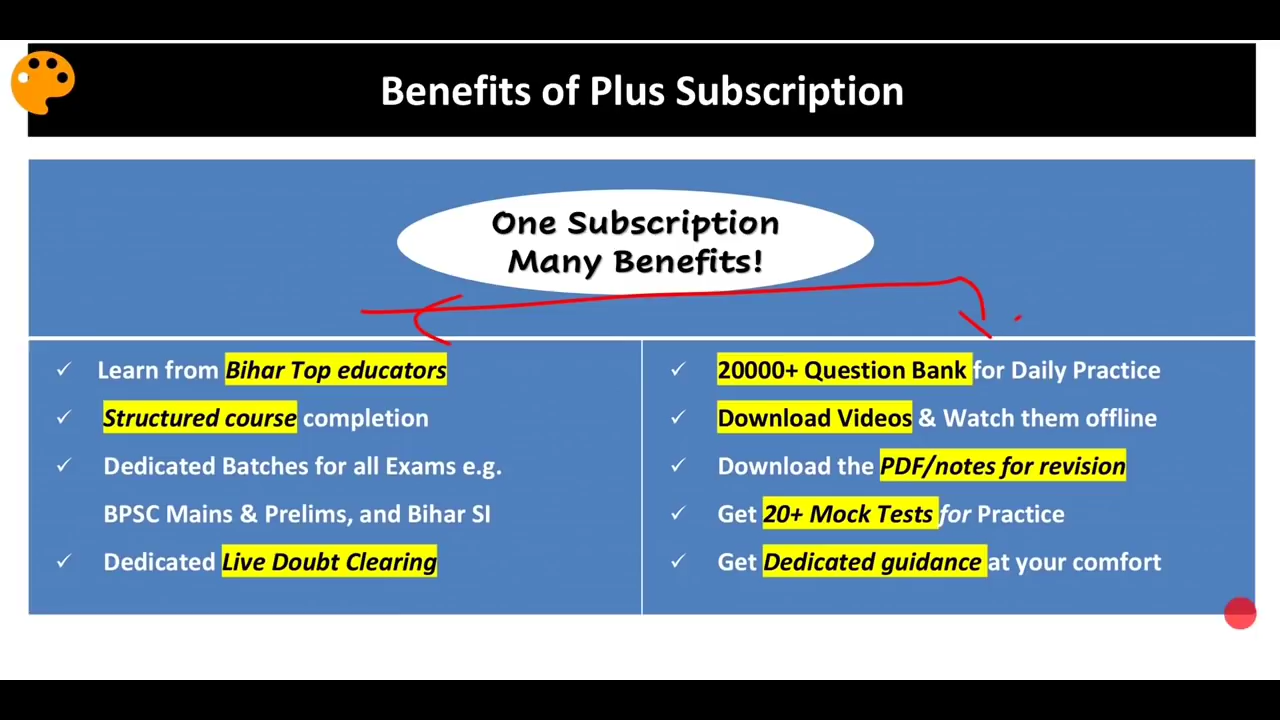 Benefits of Plus Subscription
One Subscription
Many Benefits!
Learn from Bihar Top educators
Structured course completion
Dedicated Batches for all Exams e.g.
BPSC Mains & Prelims, and Bihar SI
Dedicated Live Doubt Clearing
20000+ Question Bank for Daily Practice
Download Videos & Watch them offline
Download the PDF/notes for revision
Get 20+ Mock Tests for Practice
Get Dedicated guidance at your comfort